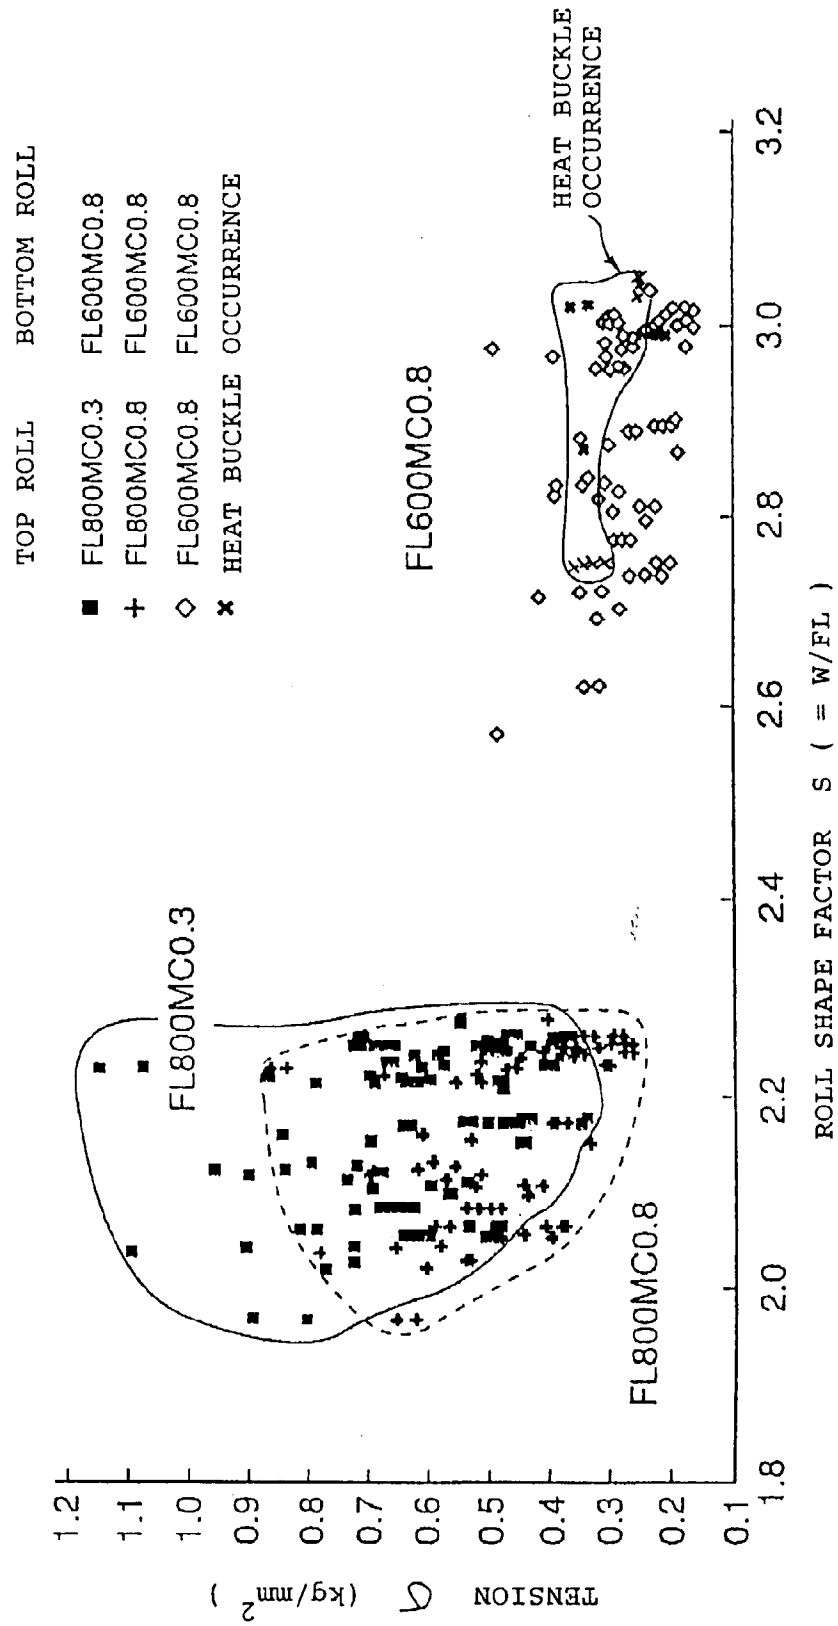 TOP ROLL BOTTOM ROLL
■ FL800MC0.3 FL600MC0.8
+ FL800MC0.8 FL600MC0.8
◇ FL600MC0.8 FL600MC0.8
× HEAT BUCKLE OCCURRENCE
FL800MC0.3
FL600MC0.8
HEAT BUCKLE
OCCURRENCE
FL800MC0.8
1.2
1.1
1.0
0.9
0.8
0.7
0.6
0.5
0.4
0.3
0.2
0.1
TENSION σ (kg/mm²)
1.8 2.0 2.2 2.4 2.6 2.8 3.0 3.2
ROLL SHAPE FACTOR S ( = W/FL )